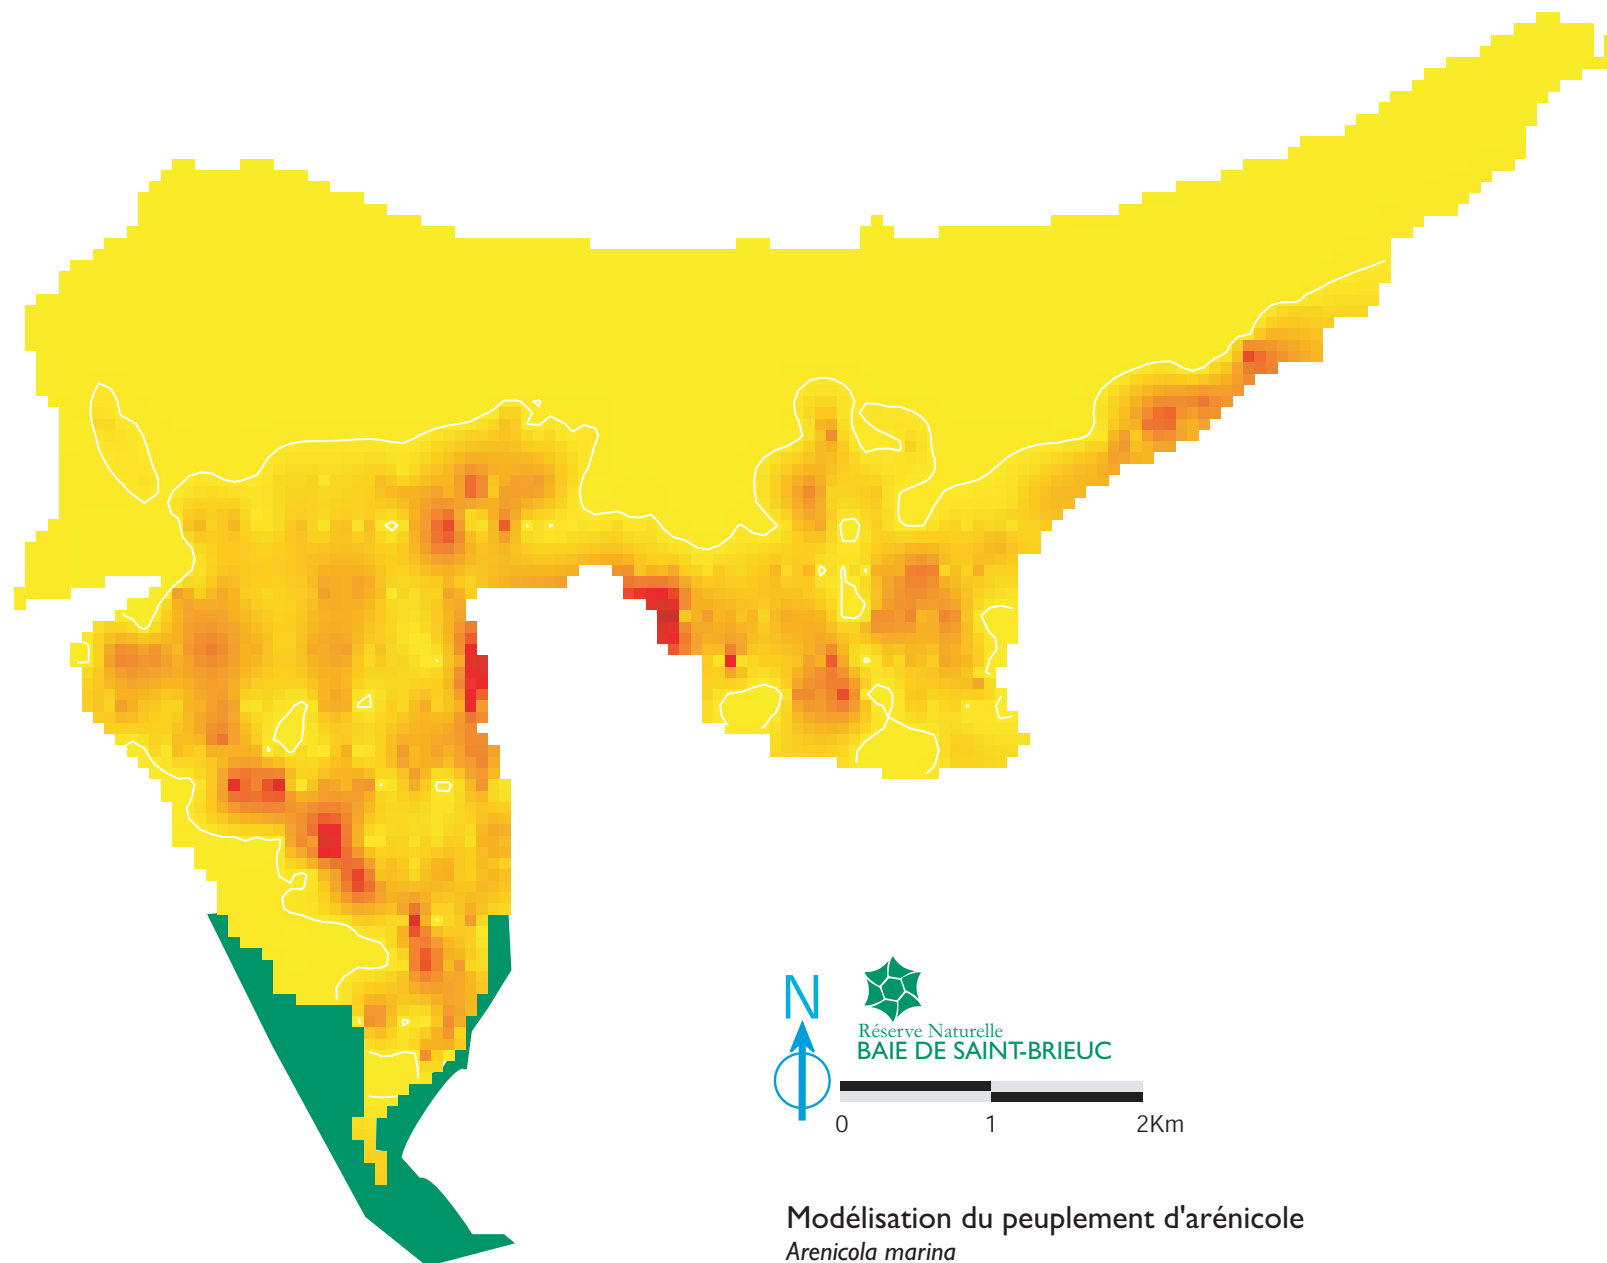 N
Réserve Naturelle
BAIE DE SAINT-BRIEUC
0 1 2Km
Modélisation du peuplement d'arénicole
Arenicola marina